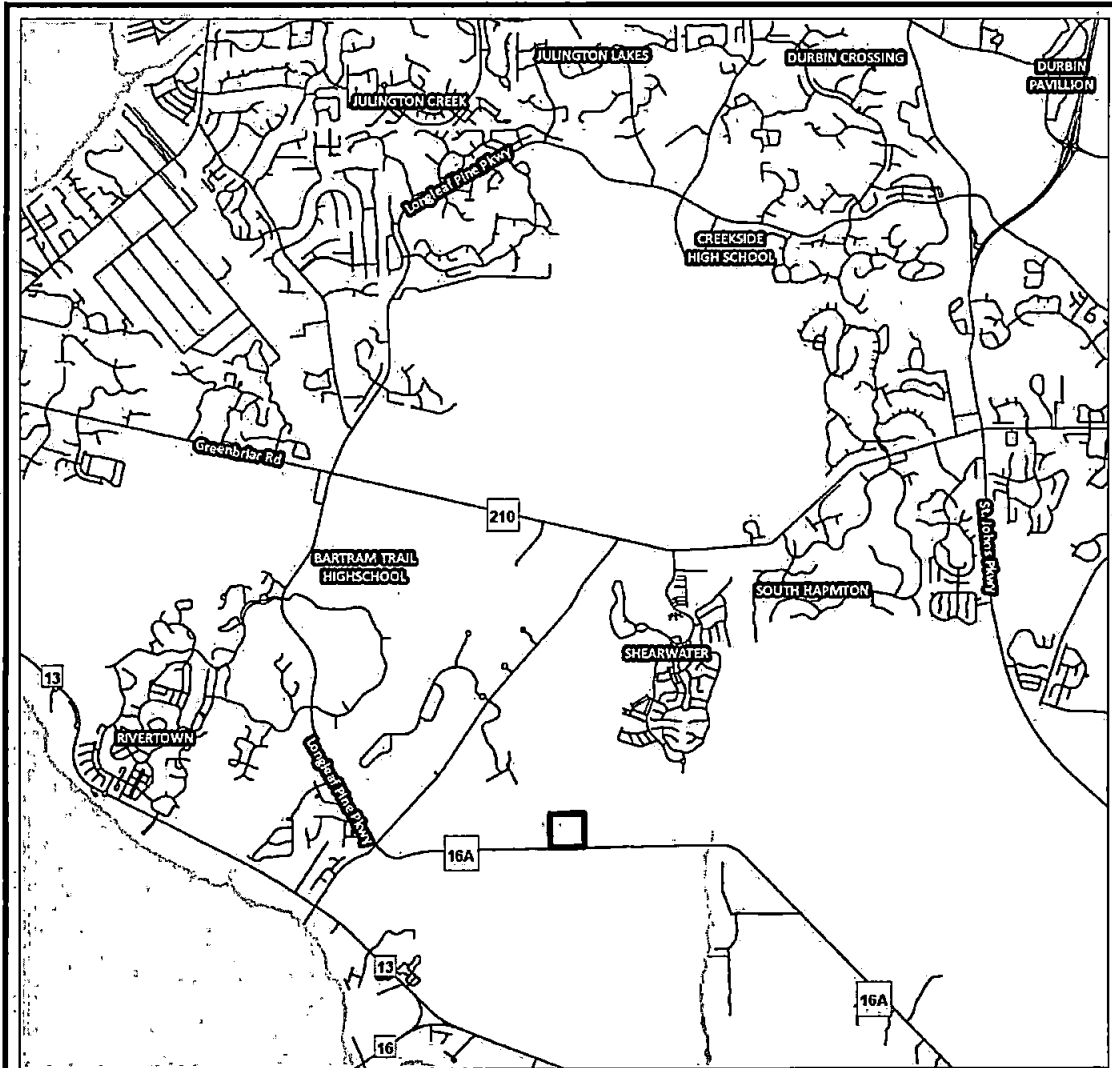 JULINGTON LAKES
DURBIN CROSSING
DURBIN
PAVILLION
JULINGTON CREEK
Longleaf Pine Pkwy
CREEKSIDE
HIGH SCHOOL
Greenbriar Rd
210
St Johns Pkwy
BARTRAM TRAIL
HIGHSCHOOL
SOUTH HAPMTON
SHEARWATER
13
RIVERTOWN
Longleaf Pine Pkwy
16A
13
16A
16